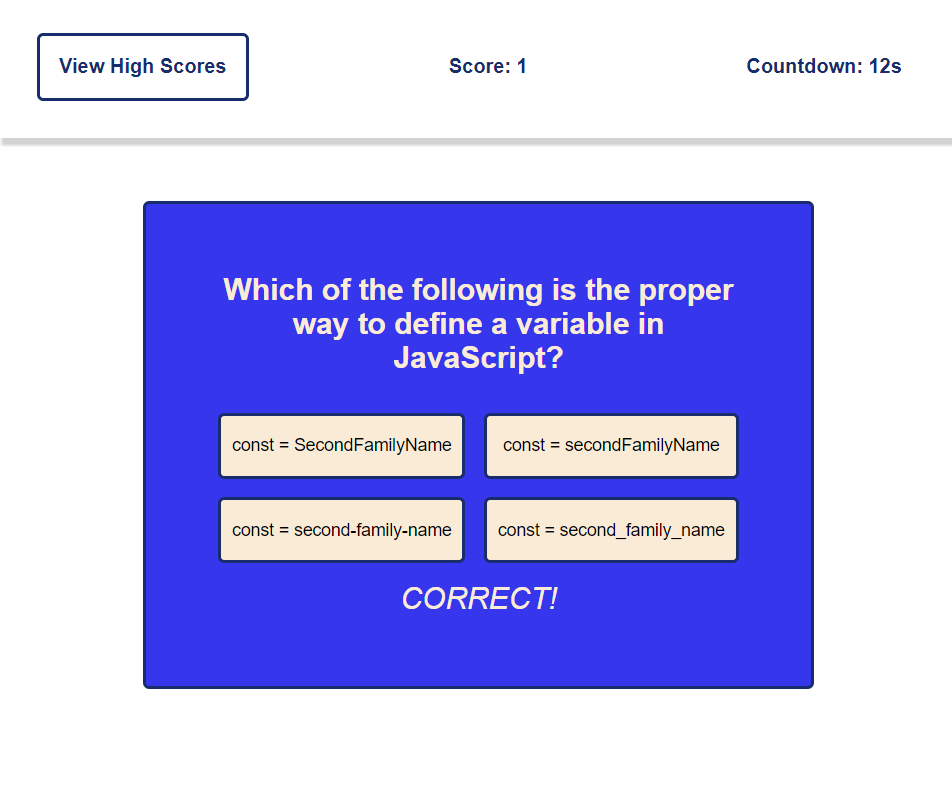 View High Scores
Score: 1
Countdown: 12s
Which of the following is the proper
way to define a variable in
JavaScript?
const = SecondFamilyName
const = secondFamilyName
const = second-family-name
const = second_family_name
CORRECT!